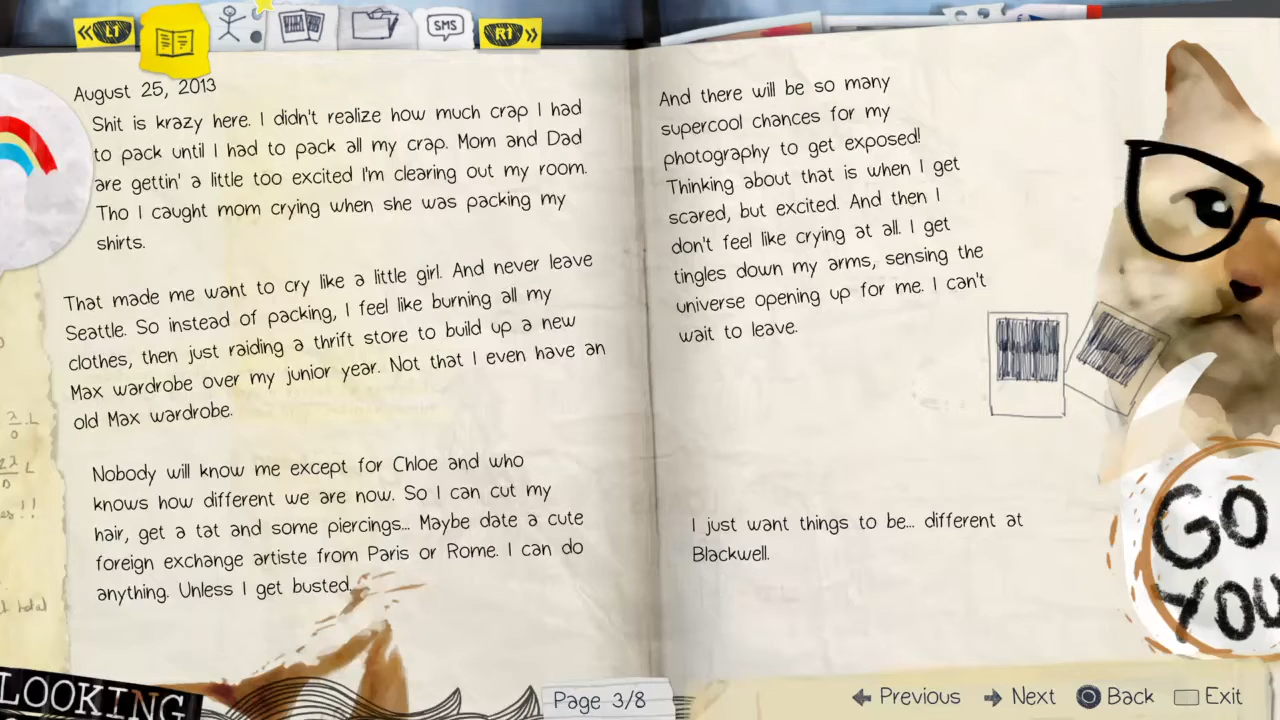 L1
SMS
R1
August 25, 2013
Shit is krazy here. I didn't realize how much crap I had
to pack until I had to pack all my crap. Mom and Dad
are gettin' a little too excited I'm clearing out my room.
Tho I caught mom crying when she was packing my
shirts.
That made me want to cry like a little girl. And never leave
Seattle. So instead of packing, I feel like burning all my
clothes, then just raiding a thrift store to build up a new
Max wardrobe over my junior year. Not that I even have an
old Max wardrobe.
Nobody will know me except for Chloe and who
knows how different we are now. So I can cut my
hair, get a tat and some piercings... Maybe date a cute
foreign exchange artiste from Paris or Rome. I can do
anything. Unless I get busted.
And there will be so many
supercool chances for my
photography to get exposed!
Thinking about that is when I get
scared, but excited. And then I
don't feel like crying at all. I get
tingles down my arms, sensing the
universe opening up for me. I can't
wait to leave.
I just want things to be... different at
Blackwell.
GO
YOU
LOOKING
Page 3/8
Previous
Next
Back
Exit